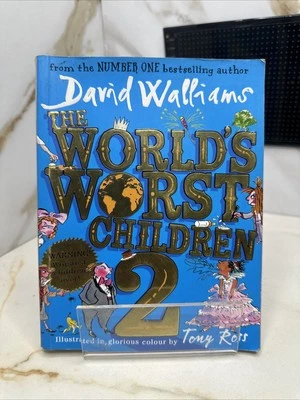 from the NUMBER ONE bestselling author
David Walliams
THE
WORLD'S
WORST
CHILDREN
2
WARNING!
Illustrated in glorious colour by Tony Ross